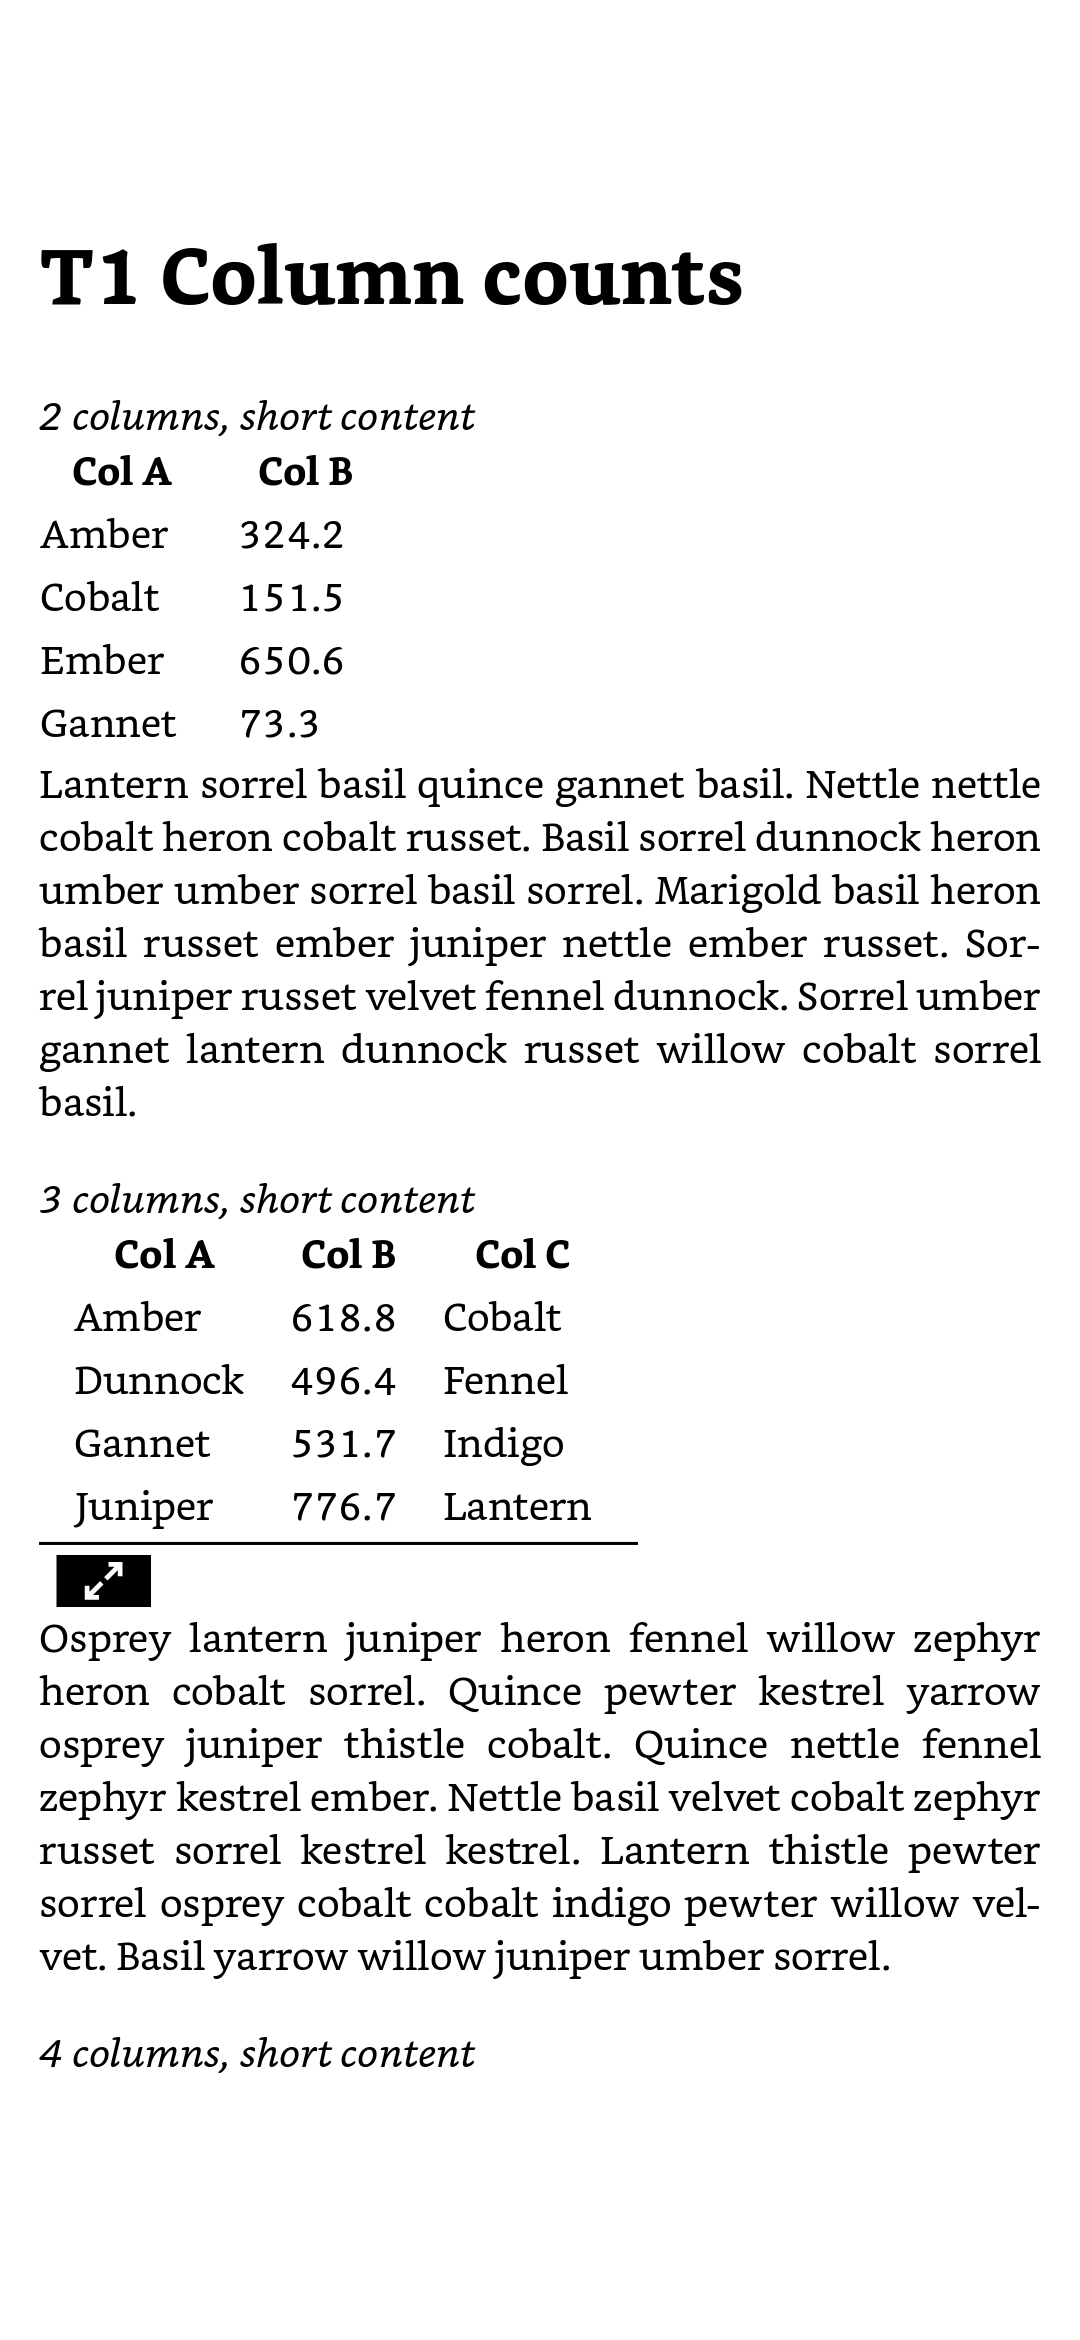 T1 Column counts
2 columns, short content
Col A Col B
Amber 324.2
Cobalt 151.5
Ember 650.6
Gannet 73.3
Lantern sorrel basil quince gannet basil. Nettle nettle
cobalt heron cobalt russet. Basil sorrel dunnock heron
umber umber sorrel basil sorrel. Marigold basil heron
basil russet ember juniper nettle ember russet. Sor-
rel juniper russet velvet fennel dunnock. Sorrel umber
gannet lantern dunnock russet willow cobalt sorrel
basil.
3 columns, short content
Col A Col B Col C
Amber 618.8 Cobalt
Dunnock 496.4 Fennel
Gannet 531.7 Indigo
Juniper 776.7 Lantern
Osprey lantern juniper heron fennel willow zephyr
heron cobalt sorrel. Quince pewter kestrel yarrow
osprey juniper thistle cobalt. Quince nettle fennel
zephyr kestrel ember. Nettle basil velvet cobalt zephyr
russet sorrel kestrel kestrel. Lantern thistle pewter
sorrel osprey cobalt cobalt indigo pewter willow vel-
vet. Basil yarrow willow juniper umber sorrel.
4 columns, short content